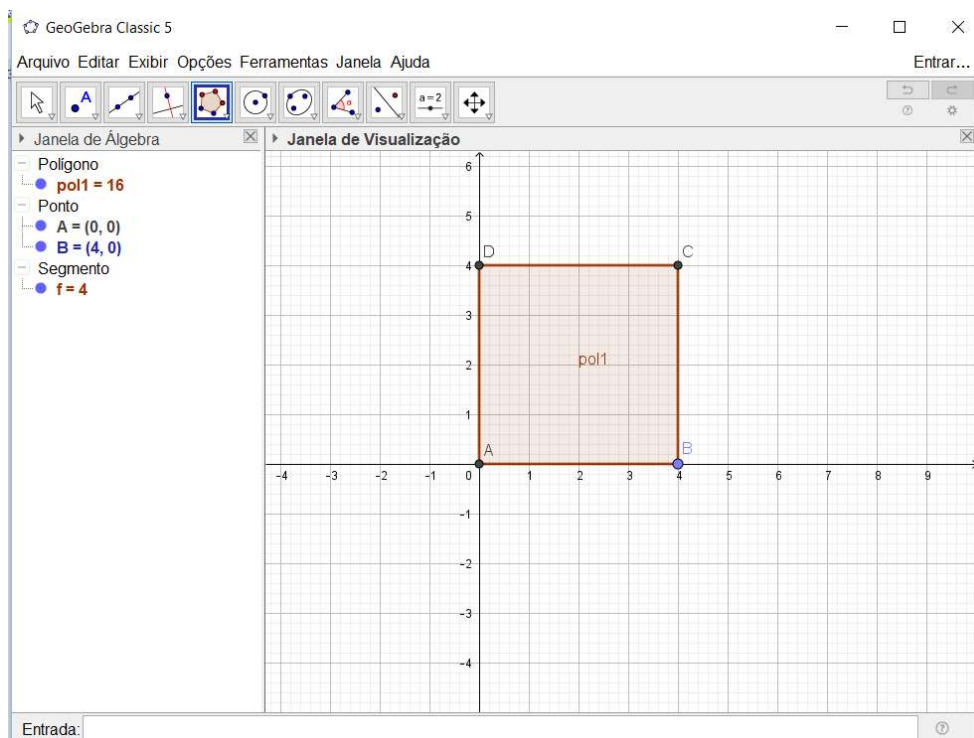 GeoGebra Classic 5
Arquivo Editar Exibir Opções Ferramentas Janela Ajuda
Entrar...
A
α
a=2
Janela de Álgebra
Janela de Visualização
Polígono
pol1 = 16
Ponto
A = (0, 0)
B = (4, 0)
Segmento
f = 4
6
5
D
4
C
3
2
pol1
1
A
B
-4 -3 -2 -1 0 1 2 3 4 5 6 7 8 9
-1
-2
-3
-4
Entrada: